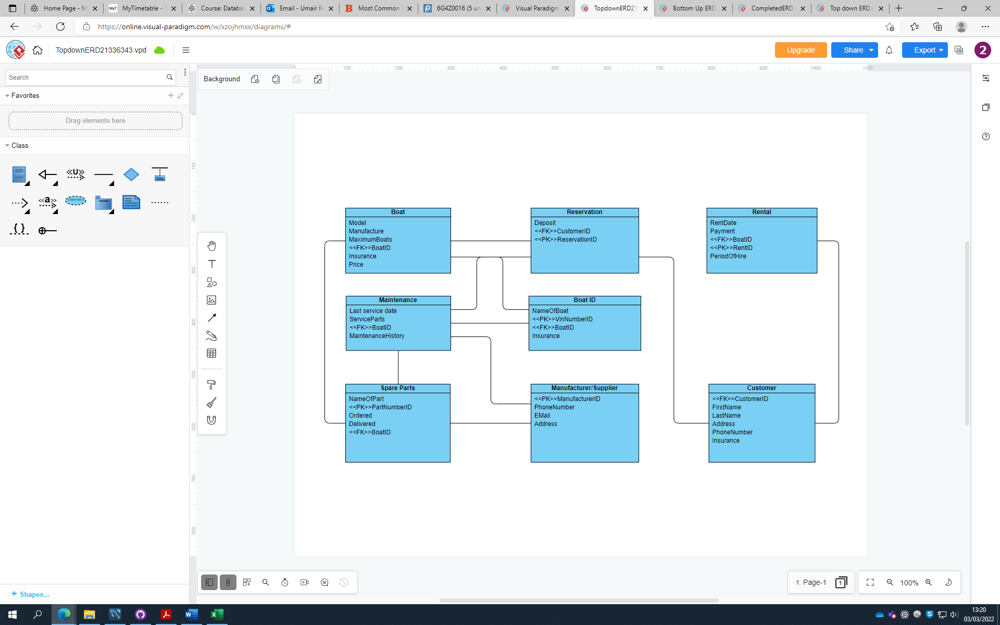 Home Page - M
MyT
MyTimetable - T
Course: Databas
Email - Umair R
Most Common
6G4Z0016 (5 un
Visual Paradigm
TopdownERD21
Bottom Up ERD.
CompletedERD.
Top down ERD.v
https://online.visual-paradigm.com/w/xzojhmxx/diagrams/#
TopdownERD21336343.vpd
Upgrade
Share
Export
2
Search
Background
Favorites
Drag elements here
Class
<<U>>
<<a>>
Collaboration
{ }
0 100 200 300 400 500 600 700 800 900 1000 1100
0
100
200
300
400
500
600
700
800
Boat
Model
Manufacture
MaximumBoats
<<FK>>BoatID
Insurance
Price
Reservation
Deposit
<<FK>>CustomerID
<<PK>>ReservationID
Rental
RentDate
Payment
<<FK>>BoatID
<<PK>>RentID
PeriodOfHire
Maintenance
Last service date
ServiceParts
<<FK>>BoatID
MaintenanceHistory
Boat ID
NameOfBoat
<<PK>>VinNumberID
<<FK>>BoatID
Insurance
Spare Parts
NameOfPart
<<PK>>PartNumberID
Ordered
Delivered
<<FK>>BoatID
Manufacturer/Supplier
<<PK>>ManufacturerID
PhoneNumber
EMail
Address
Customer
<<FK>>CustomerID
FirstName
LastName
Address
PhoneNumber
Insurance
+ Shapes...
1. Page-1
1
100%
13:20
03/03/2022